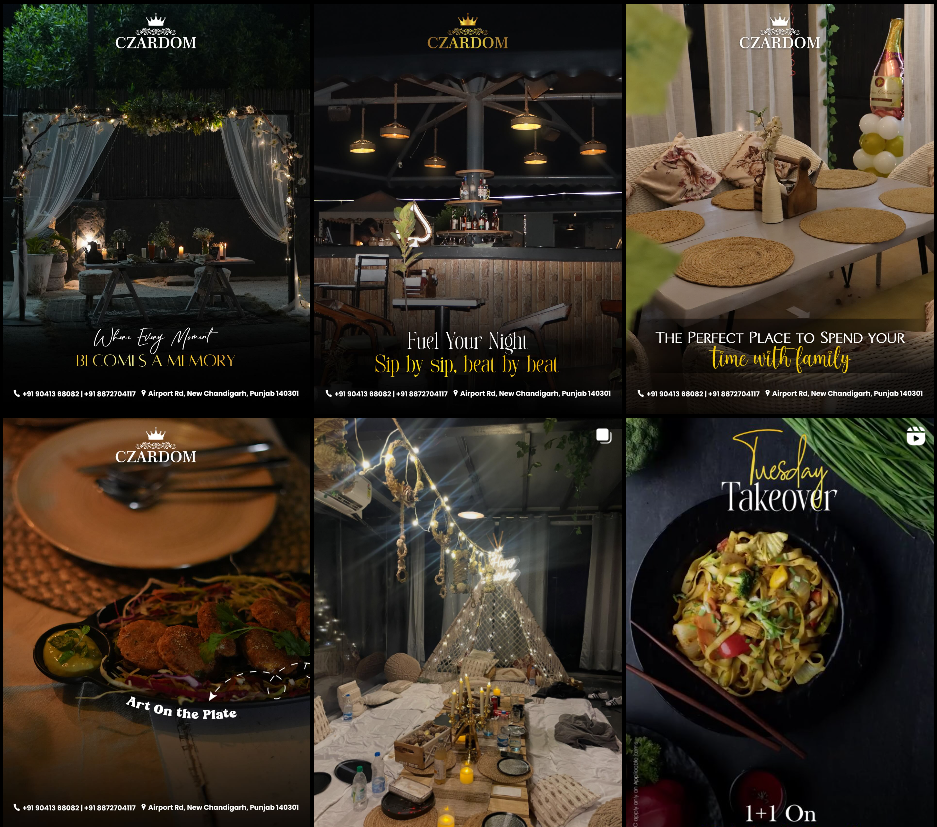 CZARDOM
Where Every Moment
BECOMES A MEMORY
+91 90413 88082 | +91 8872704117 Airport Rd, New Chandigarh, Punjab 140301
CZARDOM
Fuel Your Night
Sip by sip, beat by beat
+91 90413 88082 | +91 8872704117 Airport Rd, New Chandigarh, Punjab 140301
CZARDOM
THE PERFECT PLACE TO SPEND YOUR
time with family
+91 90413 88082 | +91 8872704117 Airport Rd, New Chandigarh, Punjab 140301
CZARDOM
Art On the Plate
+91 90413 88082 | +91 8872704117 Airport Rd, New Chandigarh, Punjab 140301
Tuesday
Takeover
1+1 On